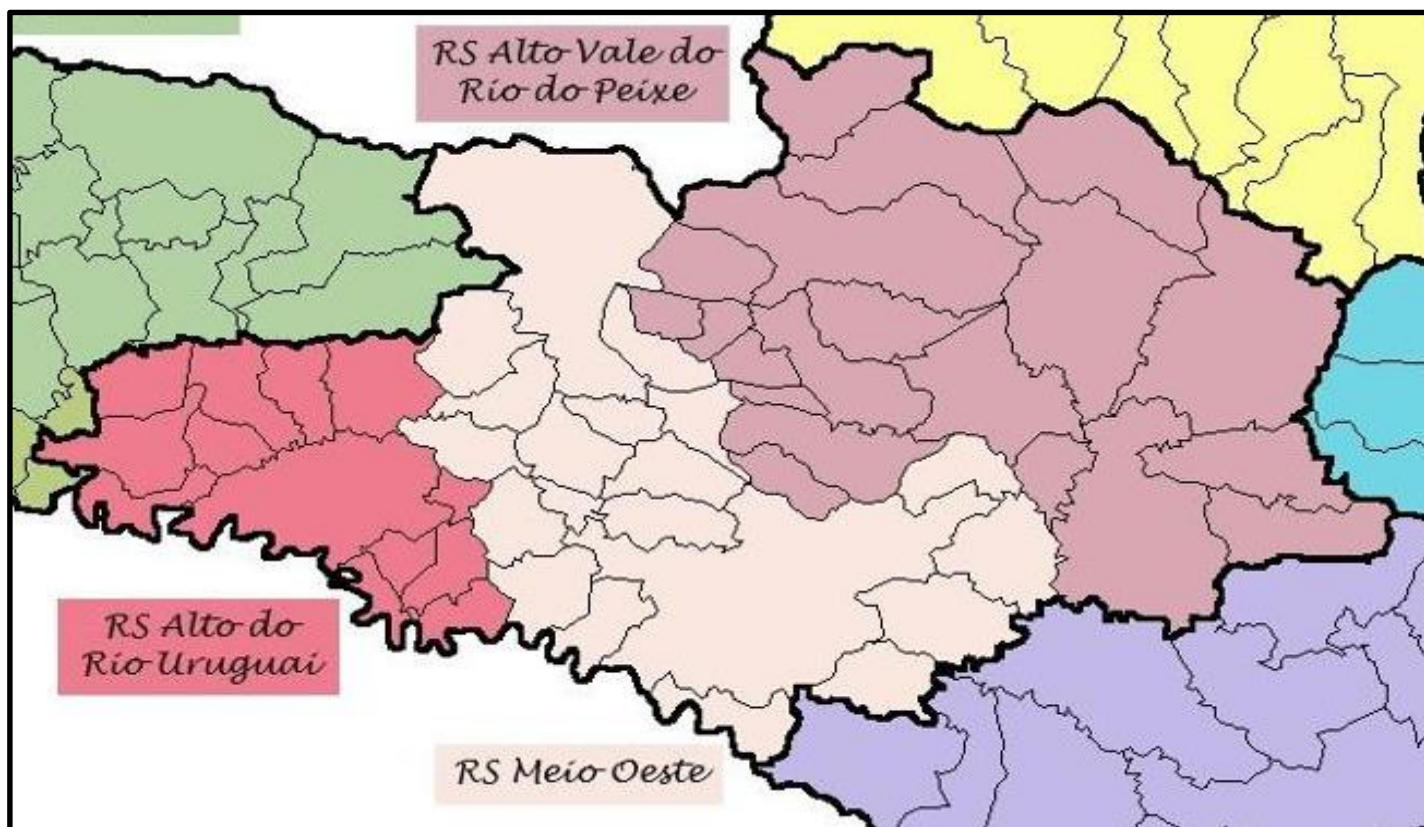 RS Alto Vale do
Rio do Peixe
RS Alto do
Rio Uruguai
RS Meio Oeste